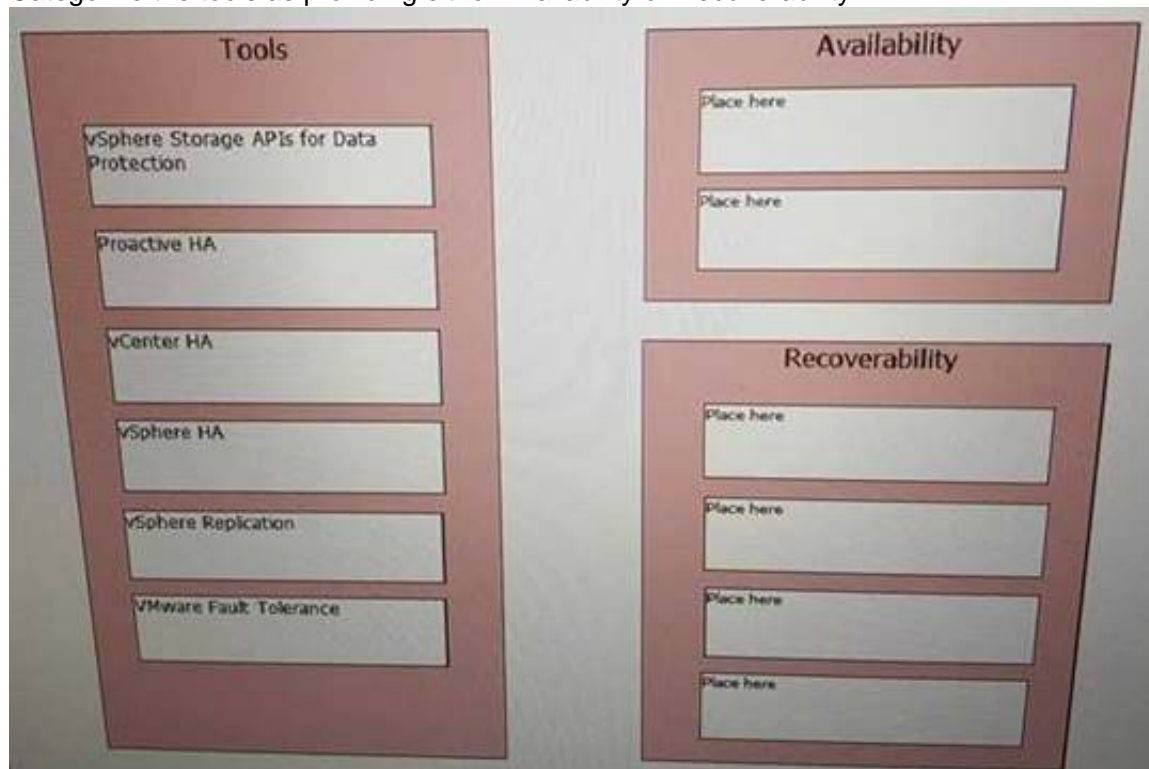 Tools
vSphere Storage APIs for Data
Protection
Proactive HA
vCenter HA
vSphere HA
vSphere Replication
VMware Fault Tolerance
Availability
Place here
Place here
Recoverability
Place here
Place here
Place here
Place here